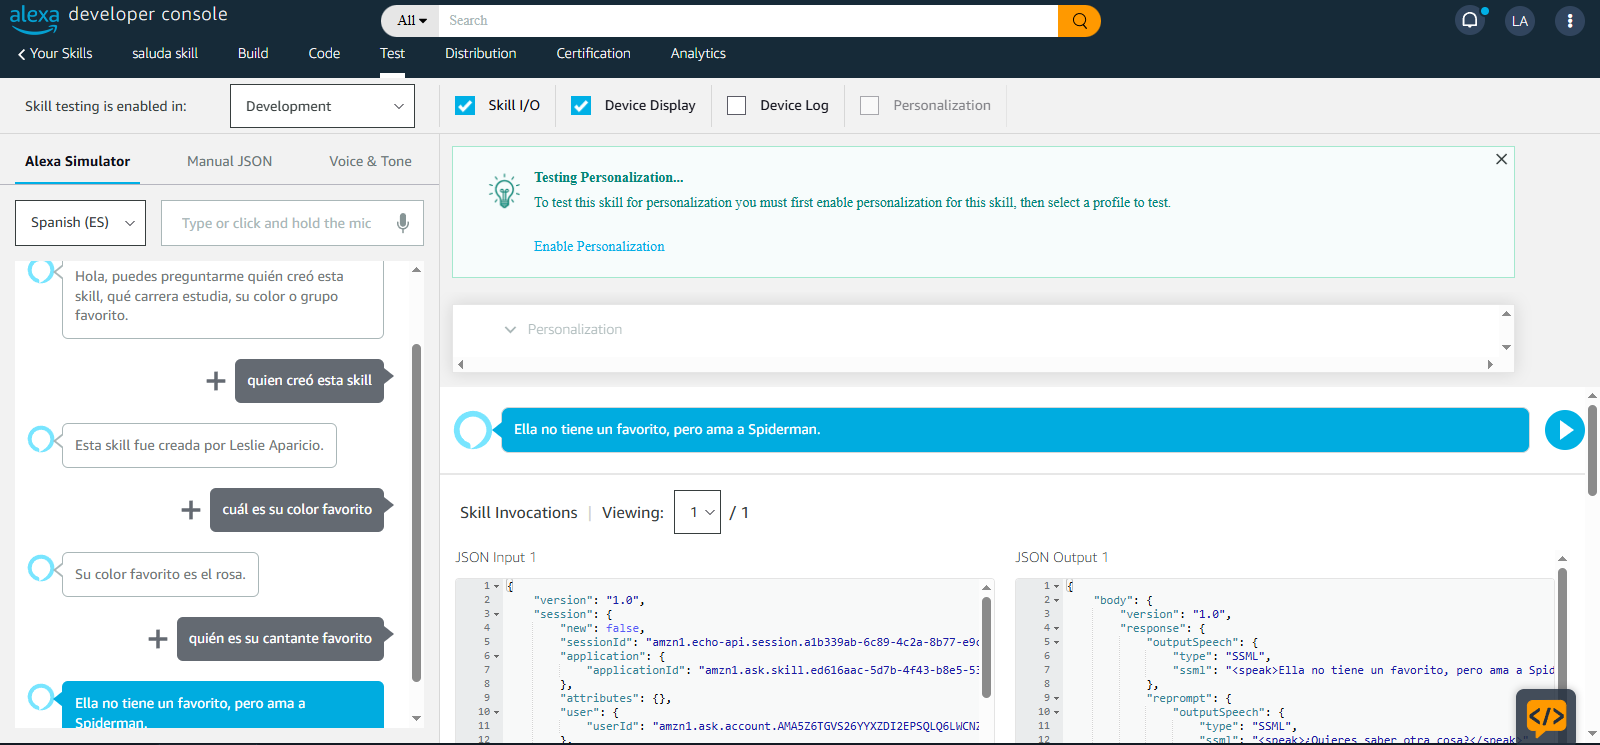 alexa developer console
All
Search
LA
Your Skills
saluda skill
Build
Code
Test
Distribution
Certification
Analytics
Skill testing is enabled in:
Development
Skill I/O
Device Display
Device Log
Personalization
Alexa Simulator
Manual JSON
Voice & Tone
Spanish (ES)
Type or click and hold the mic
Hola, puedes preguntarme quién creó esta
skill, qué carrera estudia, su color o grupo
favorito.
quien creó esta skill
Esta skill fue creada por Leslie Aparicio.
cuál es su color favorito
Su color favorito es el rosa.
quién es su cantante favorito
Ella no tiene un favorito, pero ama a
Spiderman.
Testing Personalization...
To test this skill for personalization you must first enable personalization for this skill, then select a profile to test.
Enable Personalization
Personalization
Ella no tiene un favorito, pero ama a Spiderman.
Skill Invocations | Viewing: 1 / 1
JSON Input 1
1 {
2 "version": "1.0",
3 "session": {
4 "new": false,
5 "sessionId": "amzn1.echo-api.session.a1b339ab-6c89-4c2a-8b77-e9c
6 "application": {
7 "applicationId": "amzn1.ask.skill.ed616aac-5d7b-4f43-b8e5-53
8 },
9 "attributes": {},
10 "user": {
11 "userId": "amzn1.ask.account.AMA5Z6TGVS26YYXZDI2EPSQLQ6LWCNZ
12 },
JSON Output 1
1 {
2 "body": {
3 "version": "1.0",
4 "response": {
5 "outputSpeech": {
6 "type": "SSML",
7 "ssml": "<speak>Ella no tiene un favorito, pero ama a Spid
8 },
9 "reprompt": {
10 "outputSpeech": {
11 "type": "SSML",
12 "ssml": "<speak>¿Quieres saber otra cosa?</speak>"